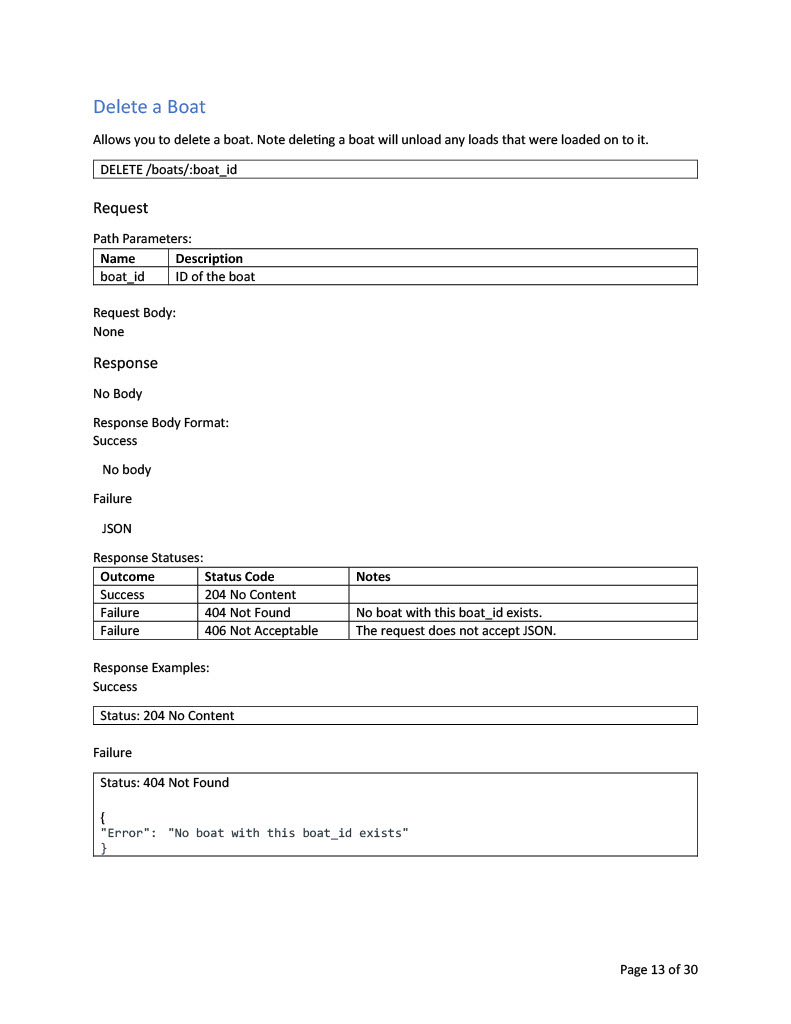 Delete a Boat
Allows you to delete a boat. Note deleting a boat will unload any loads that were loaded on to it.
DELETE /boats/:boat_id
Request
Path Parameters:
Name Description
boat_id ID of the boat
Request Body:
None
Response
No Body
Response Body Format:
Success
No body
Failure
JSON
Response Statuses:
Outcome Status Code Notes
Success 204 No Content
Failure 404 Not Found No boat with this boat_id exists.
Failure 406 Not Acceptable The request does not accept JSON.
Response Examples:
Success
Status: 204 No Content
Failure
Status: 404 Not Found
{
"Error": "No boat with this boat_id exists"
}
Page 13 of 30